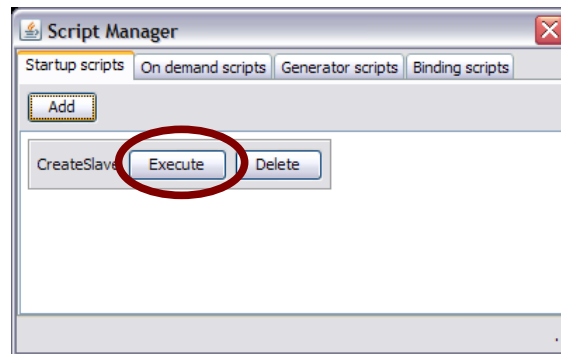 Script Manager
Startup scripts On demand scripts Generator scripts Binding scripts
Add
CreateSlave Execute Delete